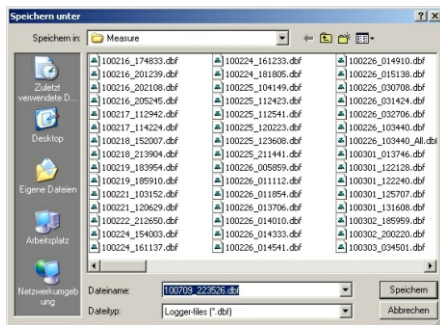 Speichern unter
Speichern in: Measure
Zuletzt verwendete D...
Desktop
Eigene Dateien
Arbeitsplatz
Netzwerkumgeb ung
100216_174833.dbf
100216_201239.dbf
100216_202108.dbf
100216_205245.dbf
100217_112942.dbf
100217_114224.dbf
100218_152007.dbf
100218_213904.dbf
100219_183954.dbf
100219_185910.dbf
100221_103152.dbf
100221_120629.dbf
100222_212650.dbf
100224_154003.dbf
100224_161137.dbf
100224_161233.dbf
100224_181805.dbf
100225_104149.dbf
100225_112423.dbf
100225_112541.dbf
100225_120223.dbf
100225_123608.dbf
100225_211441.dbf
100226_005859.dbf
100226_011112.dbf
100226_011854.dbf
100226_013706.dbf
100226_014010.dbf
100226_014333.dbf
100226_014541.dbf
100226_014910.dbf
100226_015138.dbf
100226_030708.dbf
100226_031424.dbf
100226_032706.dbf
100226_103440.dbf
100226_103440_All.dbf
100301_013746.dbf
100301_122128.dbf
100301_122240.dbf
100301_125707.dbf
100301_131608.dbf
100302_185959.dbf
100302_200220.dbf
100303_034501.dbf
Dateiname: 100709_223526.dbf Speichern
Dateityp: Logger-files (*.dbf) Abbrechen